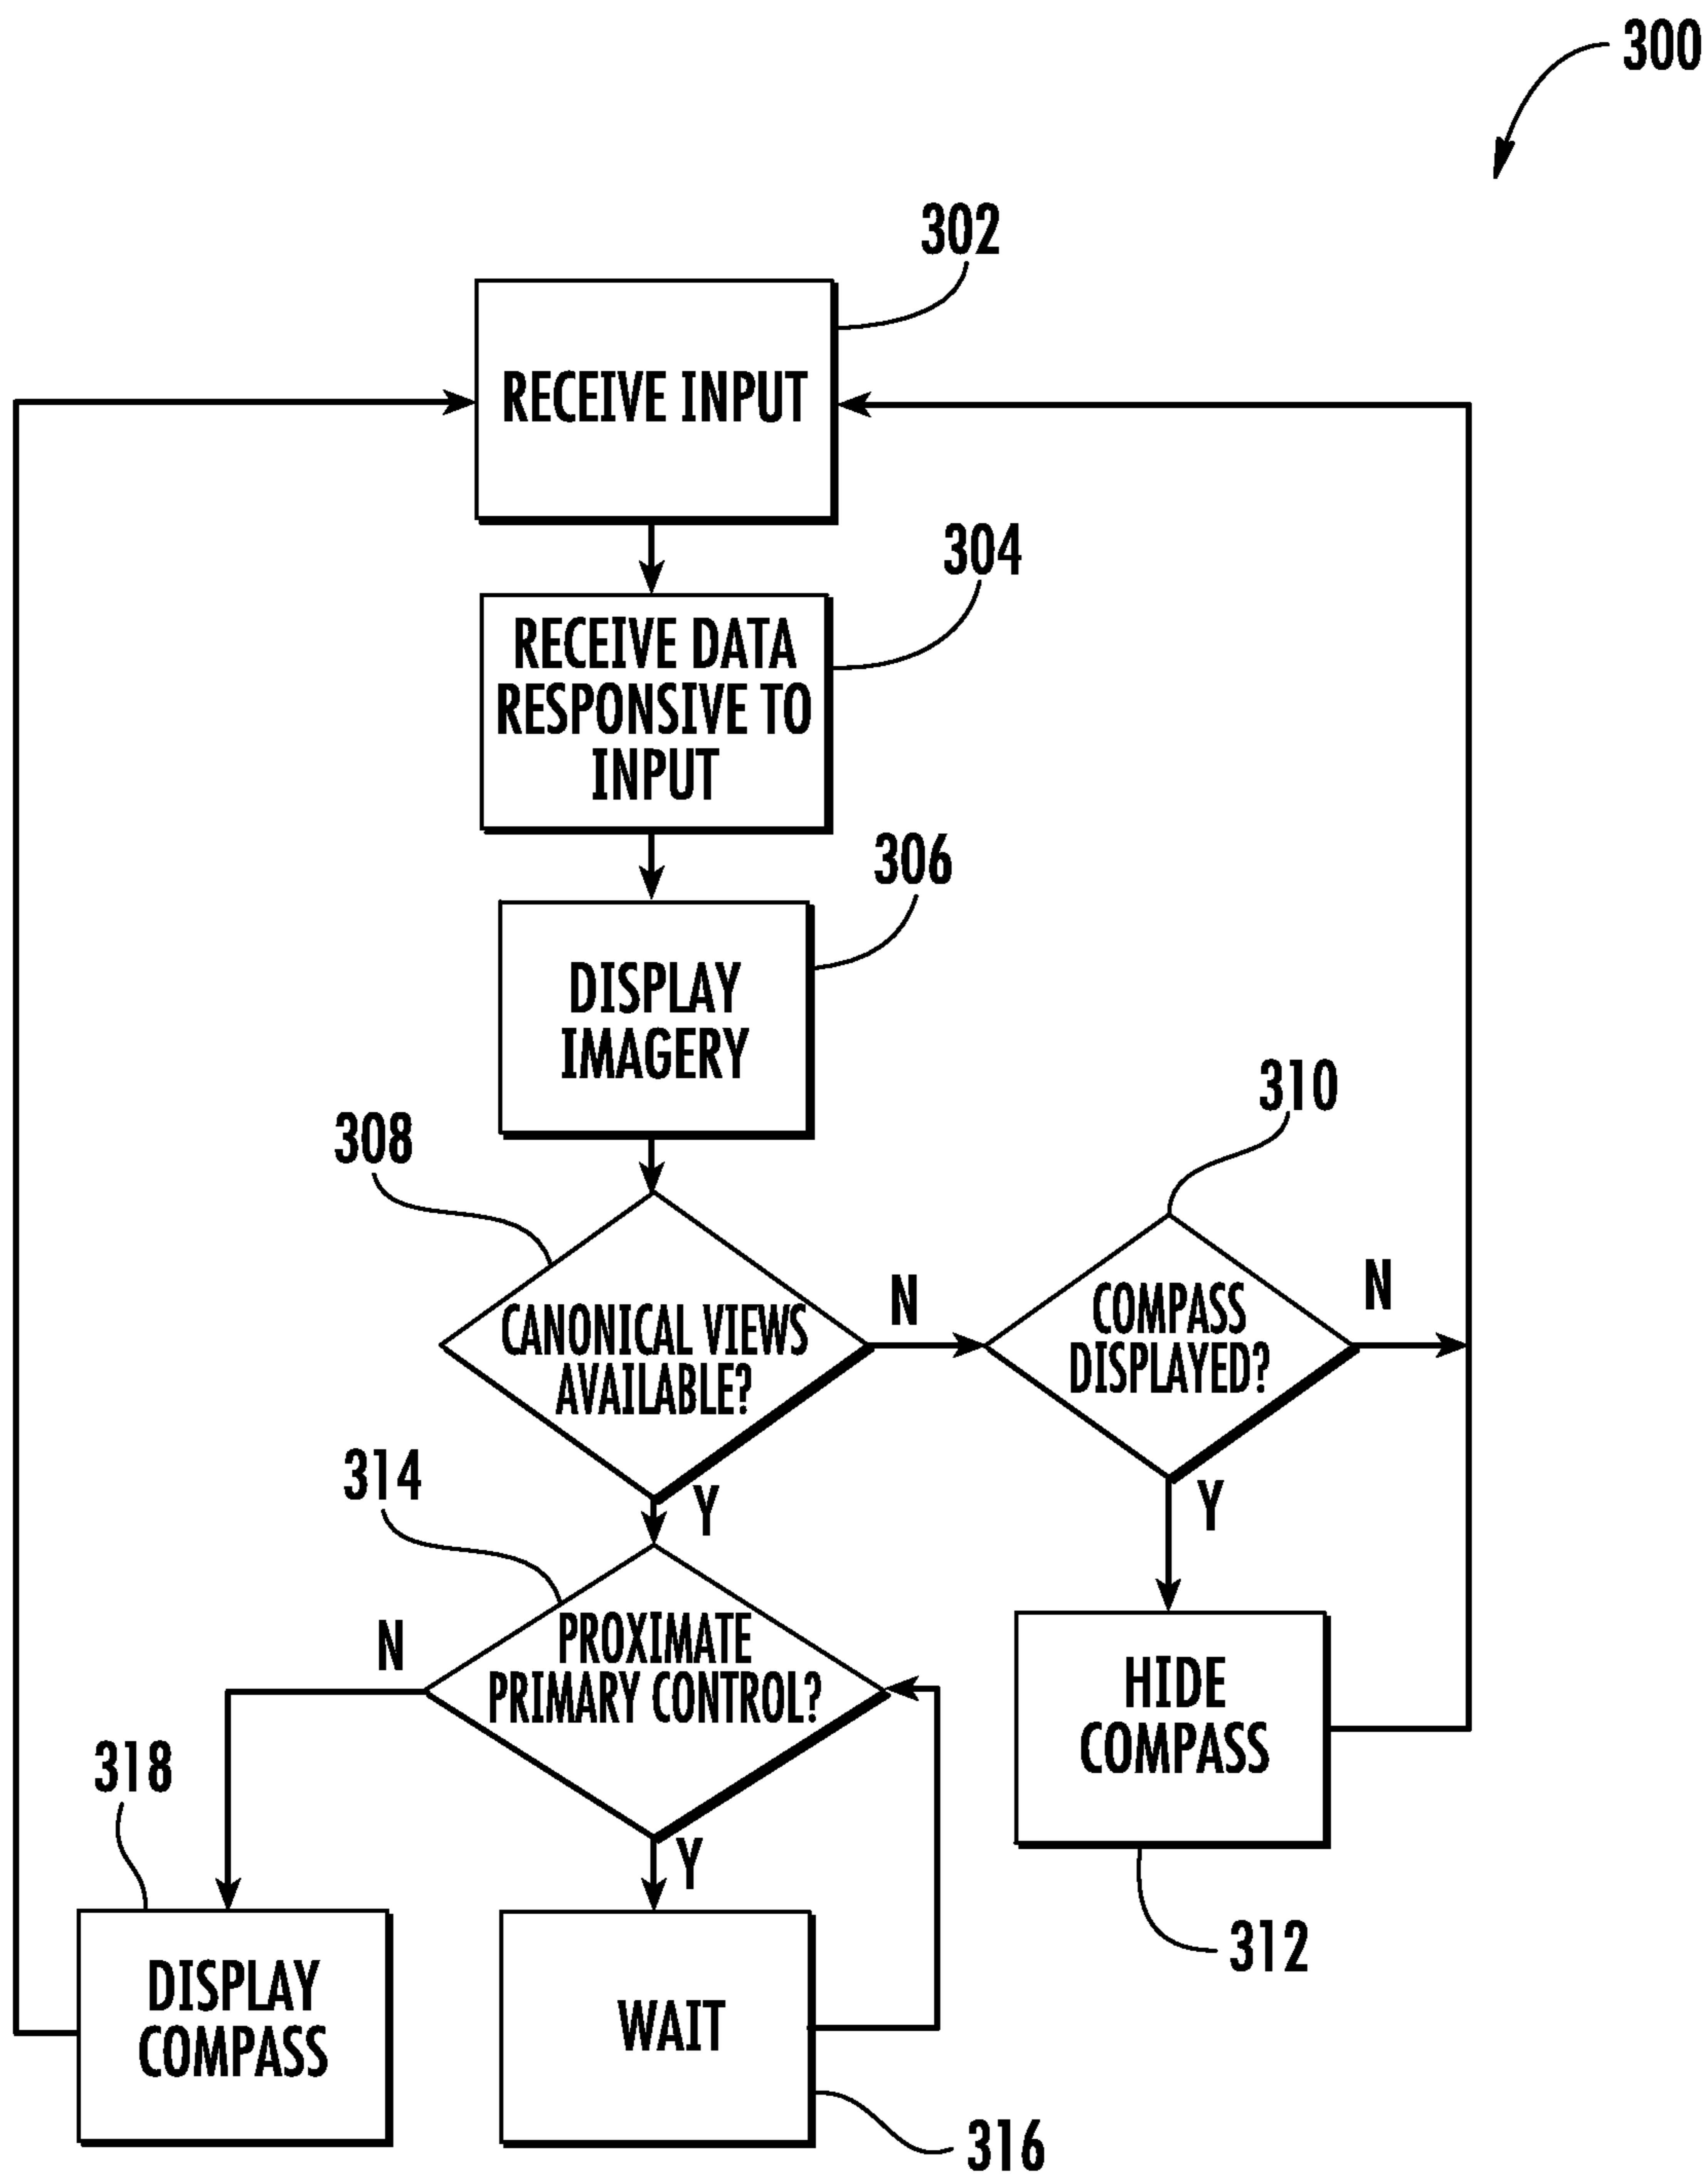 300
302
RECEIVE INPUT
304
RECEIVE DATA
RESPONSIVE TO
INPUT
306
DISPLAY
IMAGERY
308
CANONICAL VIEWS
AVAILABLE?
N
Y
310
COMPASS
DISPLAYED?
N
Y
314
PROXIMATE
PRIMARY CONTROL?
N
Y
HIDE
COMPASS
312
318
DISPLAY
COMPASS
WAIT
316